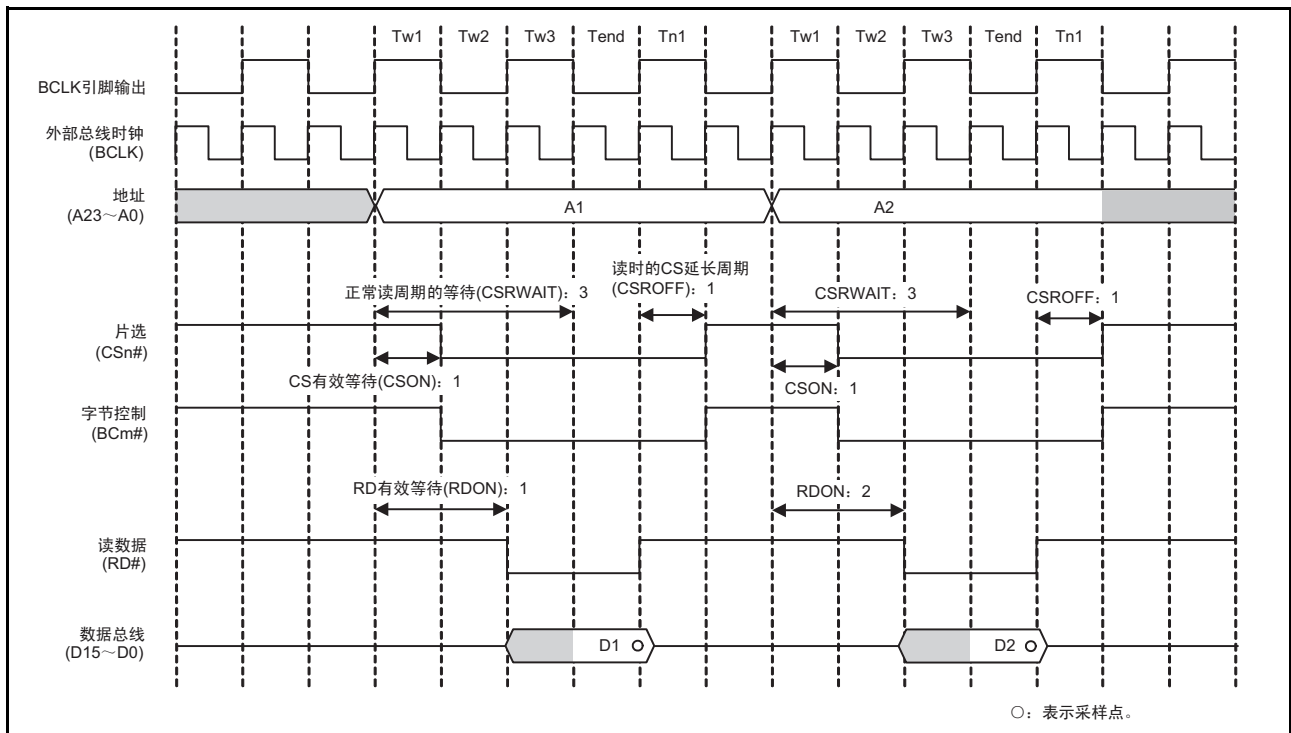 Tw1 Tw2 Tw3 Tend Tn1 Tw1 Tw2 Tw3 Tend Tn1
BCLK引脚输出
外部总线时钟
(BCLK)
地址
(A23～A0)
A1
A2
读时的CS延长周期
(CSROFF)：1
正常读周期的等待(CSRWAIT)：3
CSRWAIT：3
CSROFF：1
片选
(CSn#)
CS有效等待(CSON)：1
CSON：1
字节控制
(BCm#)
RD有效等待(RDON)：1
RDON：2
读数据
(RD#)
数据总线
(D15～D0)
D1
D2
○：表示采样点。